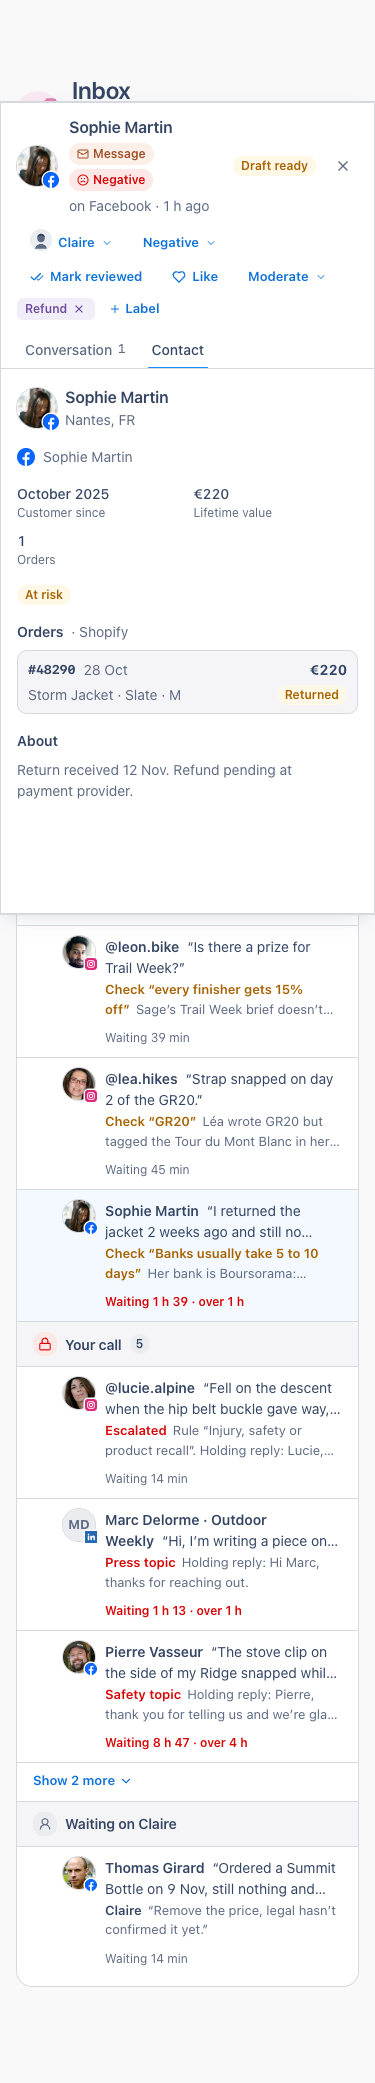 Inbox
Sophie Martin
Message
Negative
Draft ready
on Facebook · 1 h ago
Claire
Negative
Mark reviewed
Like
Moderate
Refund
Label
Conversation 1
Contact
Sophie Martin
Nantes, FR
Sophie Martin
October 2025
€220
Customer since
Lifetime value
1
Orders
At risk
Orders · Shopify
#48290 28 Oct
€220
Storm Jacket · Slate · M
Returned
About
Return received 12 Nov. Refund pending at
payment provider.
@leon.bike “Is there a prize for
Trail Week?”
Check “every finisher gets 15%
off” Sage’s Trail Week brief doesn’t…
Waiting 39 min
@lea.hikes “Strap snapped on day
2 of the GR20.”
Check “GR20” Léa wrote GR20 but
tagged the Tour du Mont Blanc in her…
Waiting 45 min
Sophie Martin “I returned the
jacket 2 weeks ago and still no…
Check “Banks usually take 5 to 10
days” Her bank is Boursorama:…
Waiting 1 h 39 · over 1 h
Your call 5
@lucie.alpine “Fell on the descent
when the hip belt buckle gave way,…
Escalated Rule “Injury, safety or
product recall”. Holding reply: Lucie,…
Waiting 14 min
MD
Marc Delorme · Outdoor
Weekly “Hi, I’m writing a piece on…
Press topic Holding reply: Hi Marc,
thanks for reaching out.
Waiting 1 h 13 · over 1 h
Pierre Vasseur “The stove clip on
the side of my Ridge snapped whil…
Safety topic Holding reply: Pierre,
thank you for telling us and we’re gla…
Waiting 8 h 47 · over 4 h
Show 2 more
Waiting on Claire
Thomas Girard “Ordered a Summit
Bottle on 9 Nov, still nothing and…
Claire “Remove the price, legal hasn’t
confirmed it yet.”
Waiting 14 min